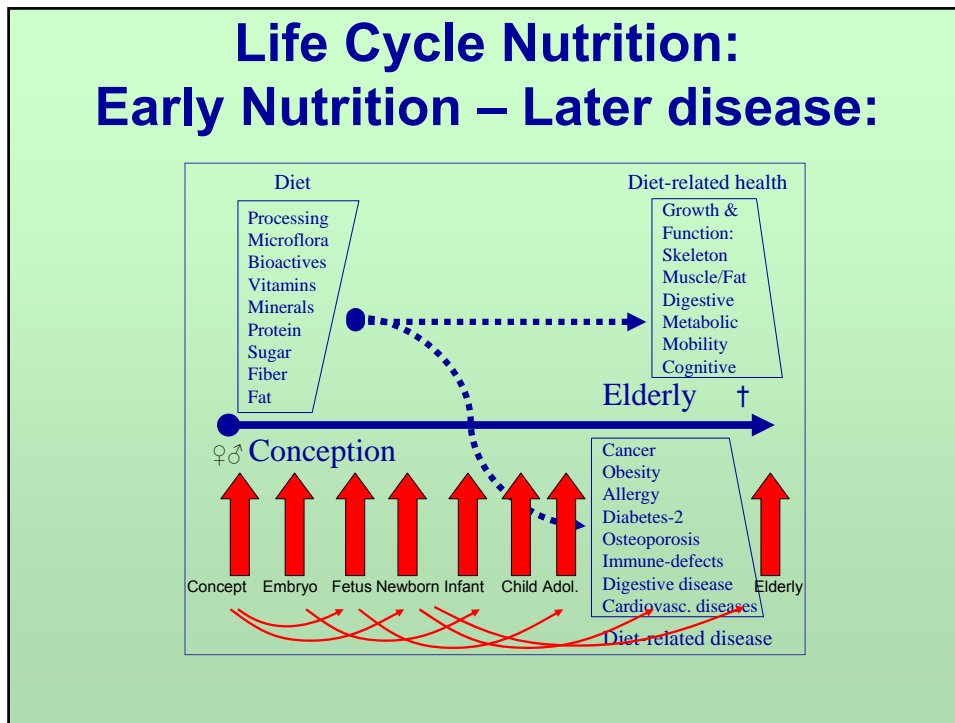 Life Cycle Nutrition:
Early Nutrition – Later disease:
Diet
Processing
Microflora
Bioactives
Vitamins
Minerals
Protein
Sugar
Fiber
Fat
Diet-related health
Growth &
Function:
Skeleton
Muscle/Fat
Digestive
Metabolic
Mobility
Cognitive
Elderly †
♀♂ Conception
Cancer
Obesity
Allergy
Diabetes-2
Osteoporosis
Immune-defects
Digestive disease
Cardiovasc. diseases
Concept Embryo Fetus Newborn Infant Child Adol. Elderly
Diet-related disease